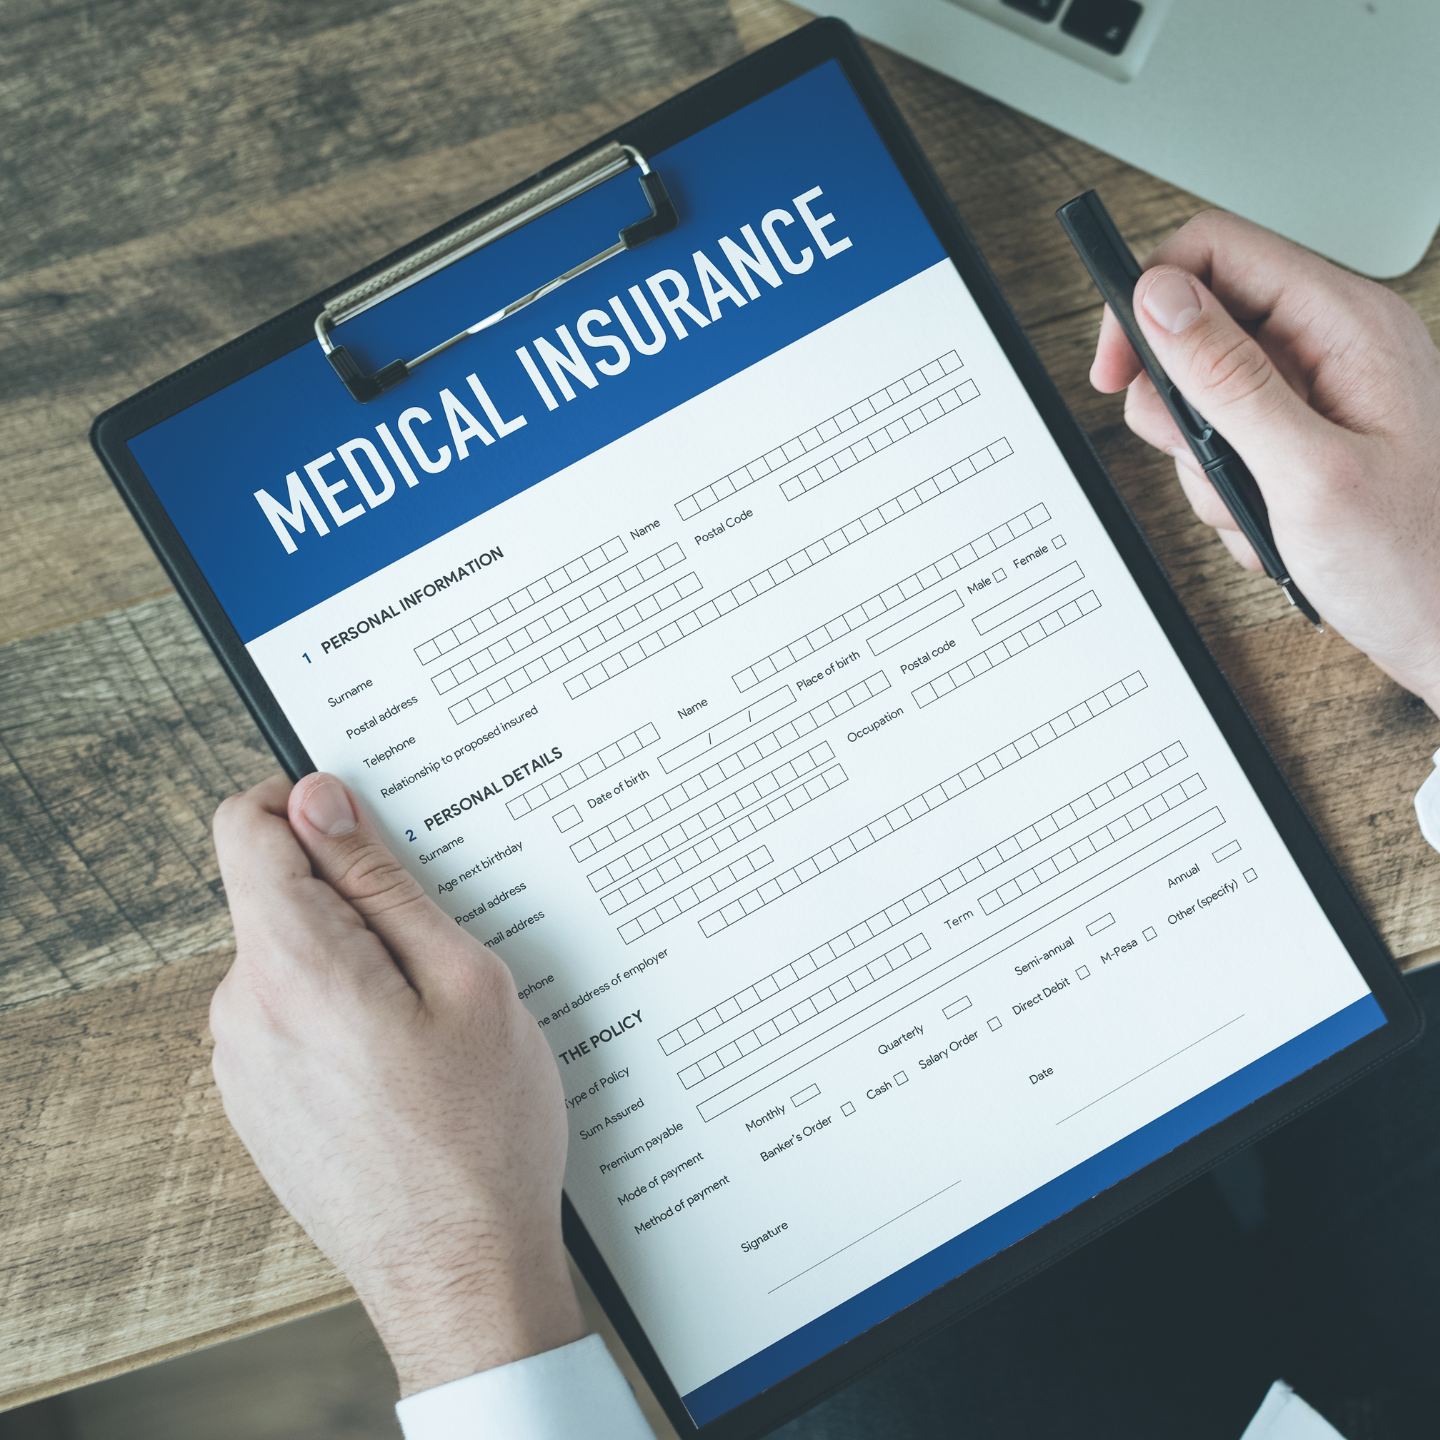 MEDICAL INSURANCE
1 PERSONAL INFORMATION
Surname Name
Postal address Postal Code
Telephone
Relationship to proposed insured
2 PERSONAL DETAILS
Surname Name
Age next birthday Date of birth / / Place of birth Male Female
Postal address Postal code
mail address Occupation
ephone
ne and address of employer
THE POLICY
Type of Policy
Sum Assured Term
Premium payable
Mode of payment Monthly Quarterly Semi-annual Annual
Method of payment Banker's Order Cash Salary Order Direct Debit M-Pesa Other (specify)
Signature Date